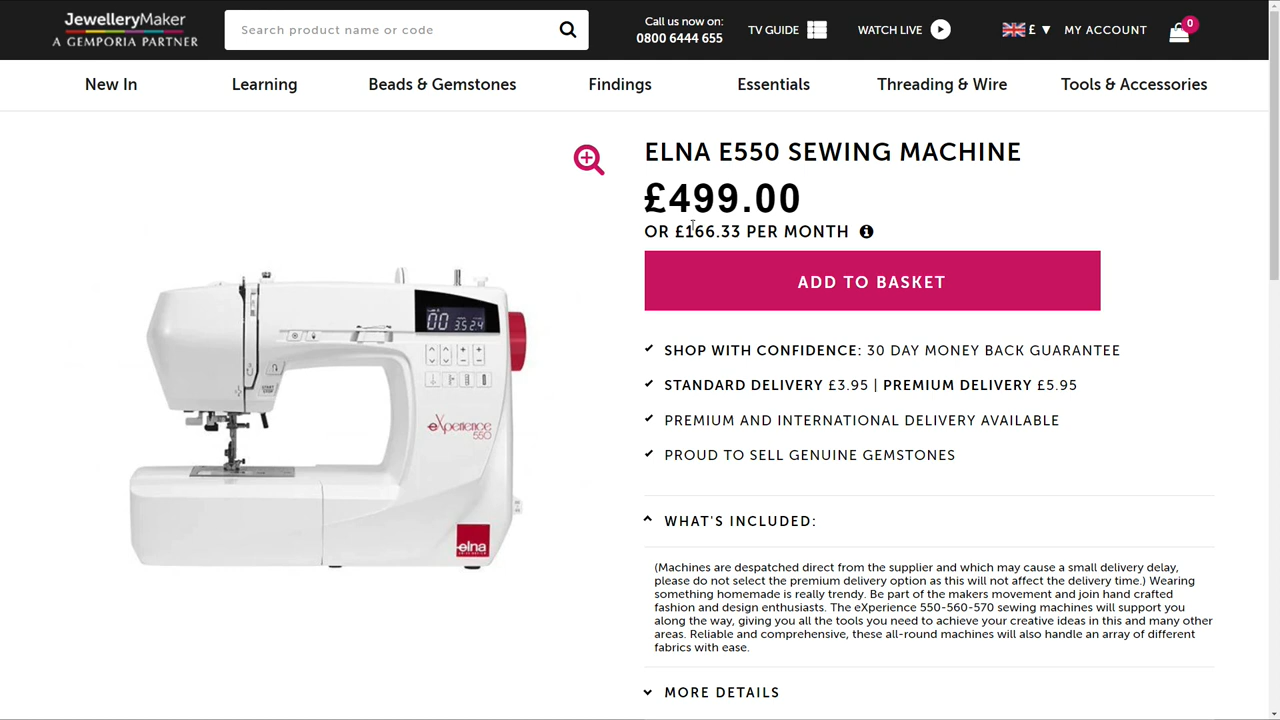 JewelleryMaker
A GEMPORIA PARTNER
Search product name or code
Call us now on:
0800 6444 655
TV GUIDE
WATCH LIVE
£ ▼
MY ACCOUNT
0
New In
Learning
Beads & Gemstones
Findings
Essentials
Threading & Wire
Tools & Accessories
ELNA E550 SEWING MACHINE
£499.00
OR £166.33 PER MONTH
ADD TO BASKET
SHOP WITH CONFIDENCE: 30 DAY MONEY BACK GUARANTEE
STANDARD DELIVERY £3.95 | PREMIUM DELIVERY £5.95
PREMIUM AND INTERNATIONAL DELIVERY AVAILABLE
PROUD TO SELL GENUINE GEMSTONES
00 3.5 2.4
START STOP
eXperience
550
elna
WHAT'S INCLUDED:
(Machines are despatched direct from the supplier and which may cause a small delivery delay,
please do not select the premium delivery option as this will not affect the delivery time.) Wearing
something homemade is really trendy. Be part of the makers movement and join hand crafted
fashion and design enthusiasts. The eXperience 550-560-570 sewing machines will support you
along the way, giving you all the tools you need to achieve your creative ideas in this and many other
areas. Reliable and comprehensive, these all-round machines will also handle an array of different
fabrics with ease.
MORE DETAILS